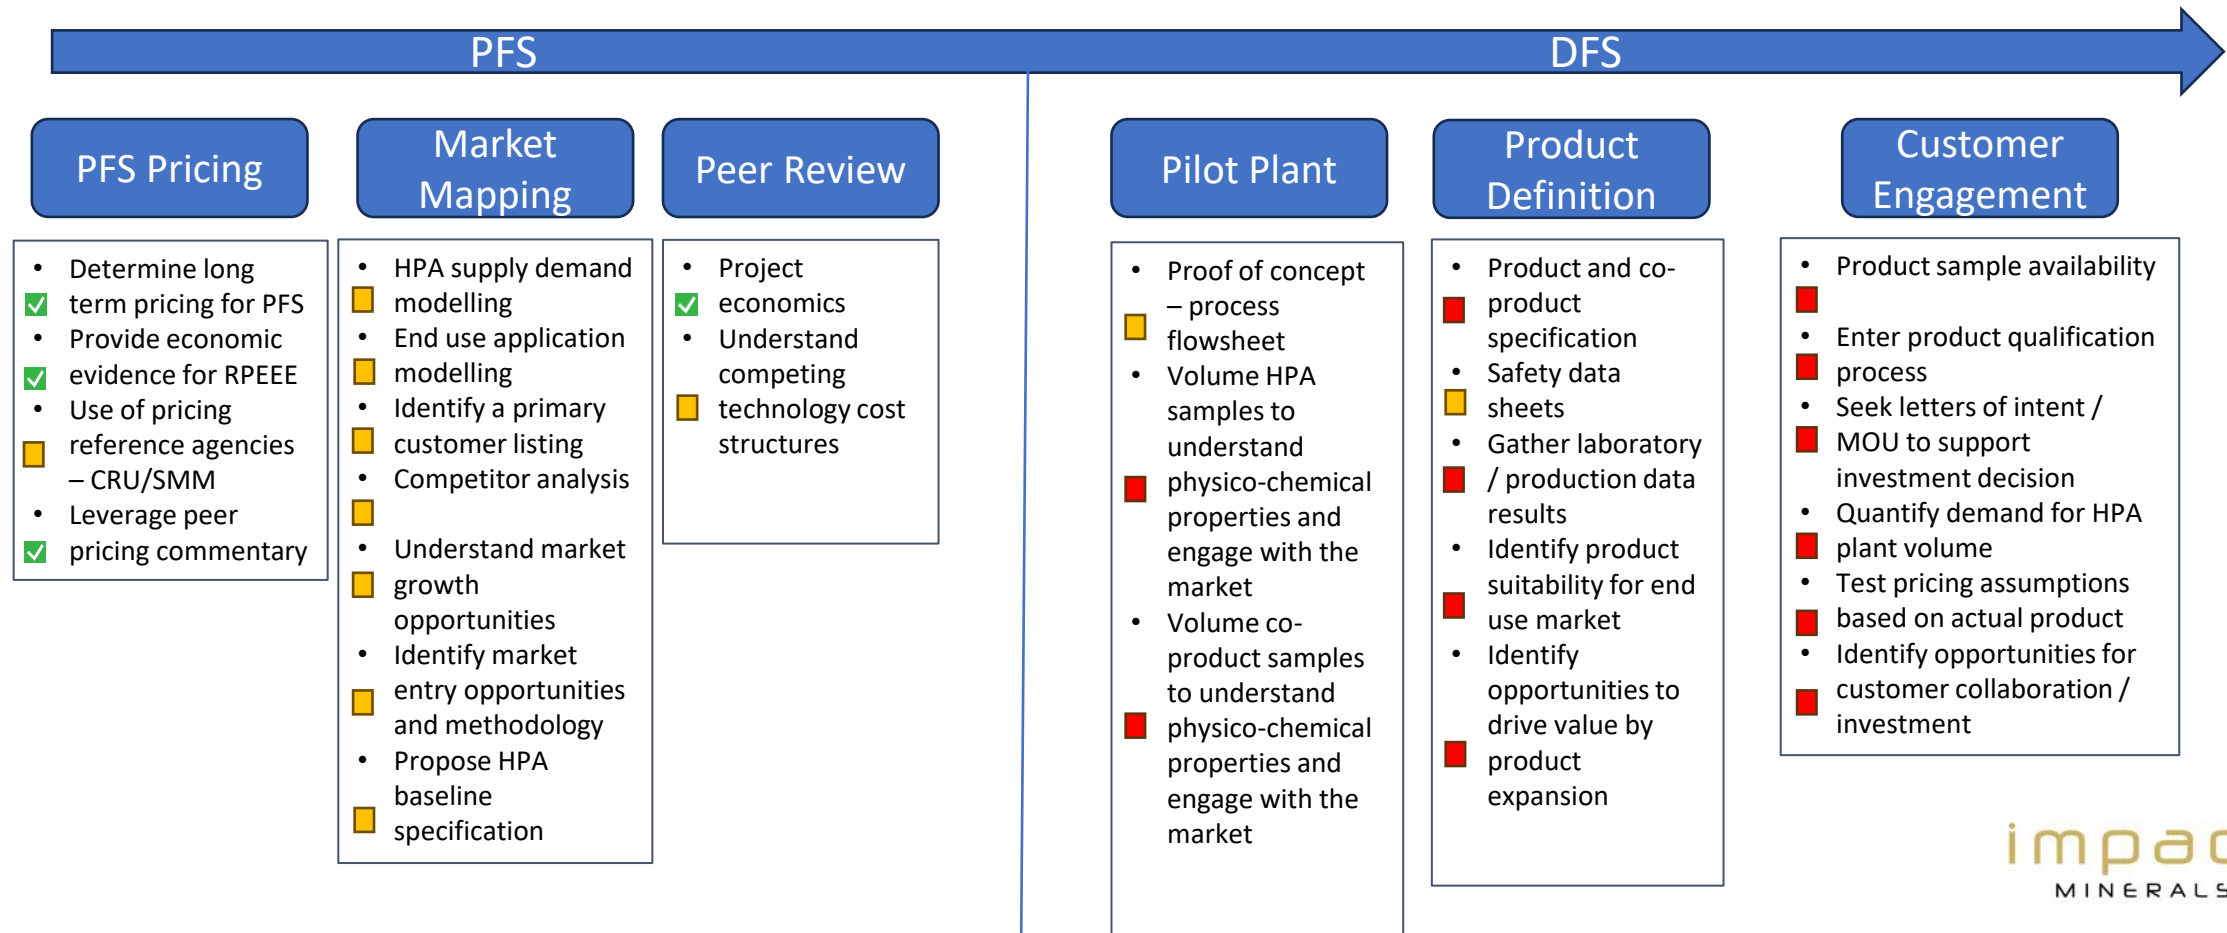 PFS
DFS
PFS Pricing
• Determine long
term pricing for PFS
• Provide economic
evidence for RPEEE
• Use of pricing
reference agencies
– CRU/SMM
• Leverage peer
pricing commentary
Market
Mapping
• HPA supply demand
modelling
• End use application
modelling
• Identify a primary
customer listing
• Competitor analysis
• Understand market
growth
opportunities
• Identify market
entry opportunities
and methodology
• Propose HPA
baseline
specification
Peer Review
• Project
economics
• Understand
competing
technology cost
structures
Pilot Plant
• Proof of concept
– process
flowsheet
• Volume HPA
samples to
understand
physico-chemical
properties and
engage with the
market
• Volume co-
product samples
to understand
physico-chemical
properties and
engage with the
market
Product
Definition
• Product and co-
product
specification
• Safety data
sheets
• Gather laboratory
/ production data
results
• Identify product
suitability for end
use market
• Identify
opportunities to
drive value by
product
expansion
Customer
Engagement
• Product sample availability
• Enter product qualification
process
• Seek letters of intent /
MOU to support
investment decision
• Quantify demand for HPA
plant volume
• Test pricing assumptions
based on actual product
• Identify opportunities for
customer collaboration /
investment
impac
MINERALS